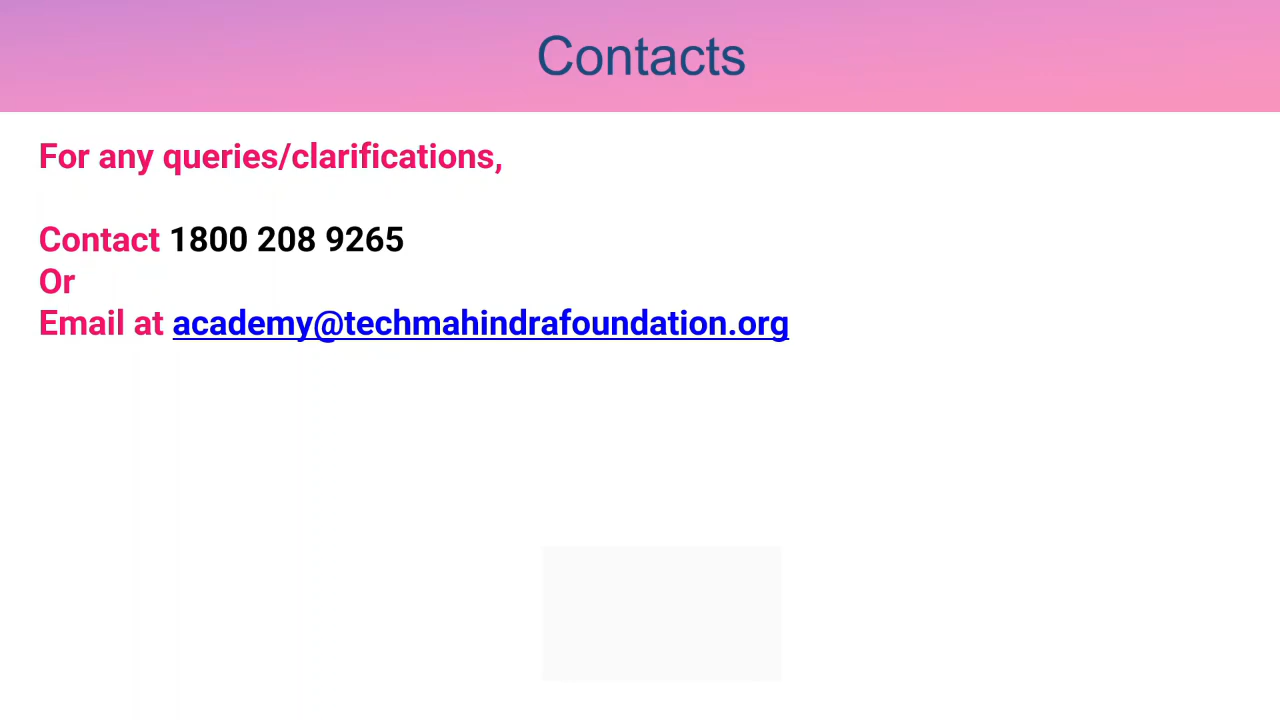 Contacts
For any queries/clarifications,
Contact 1800 208 9265
Or
Email at academy@techmahindrafoundation.org